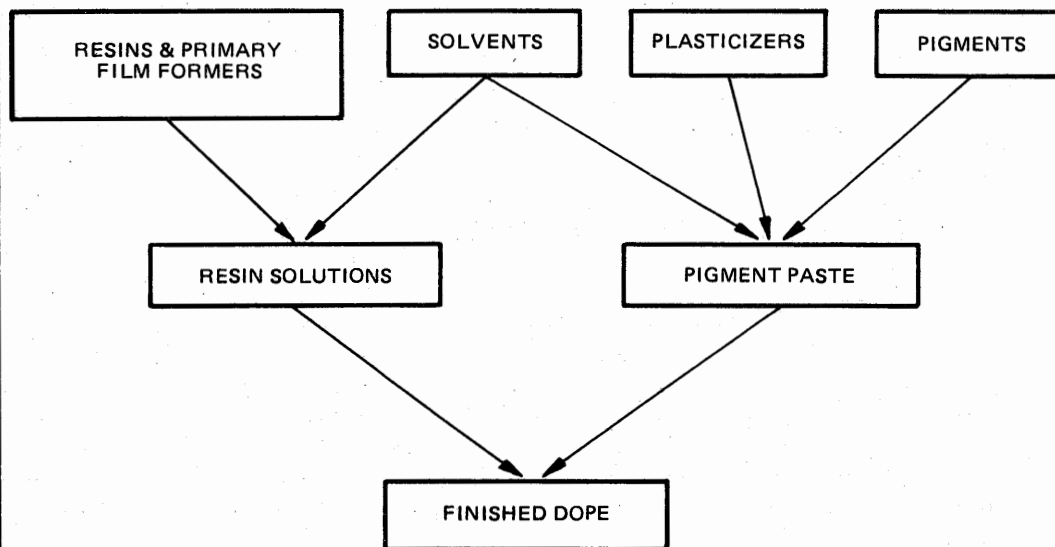 RESINS & PRIMARY
FILM FORMERS
SOLVENTS
PLASTICIZERS
PIGMENTS
RESIN SOLUTIONS
PIGMENT PASTE
FINISHED DOPE